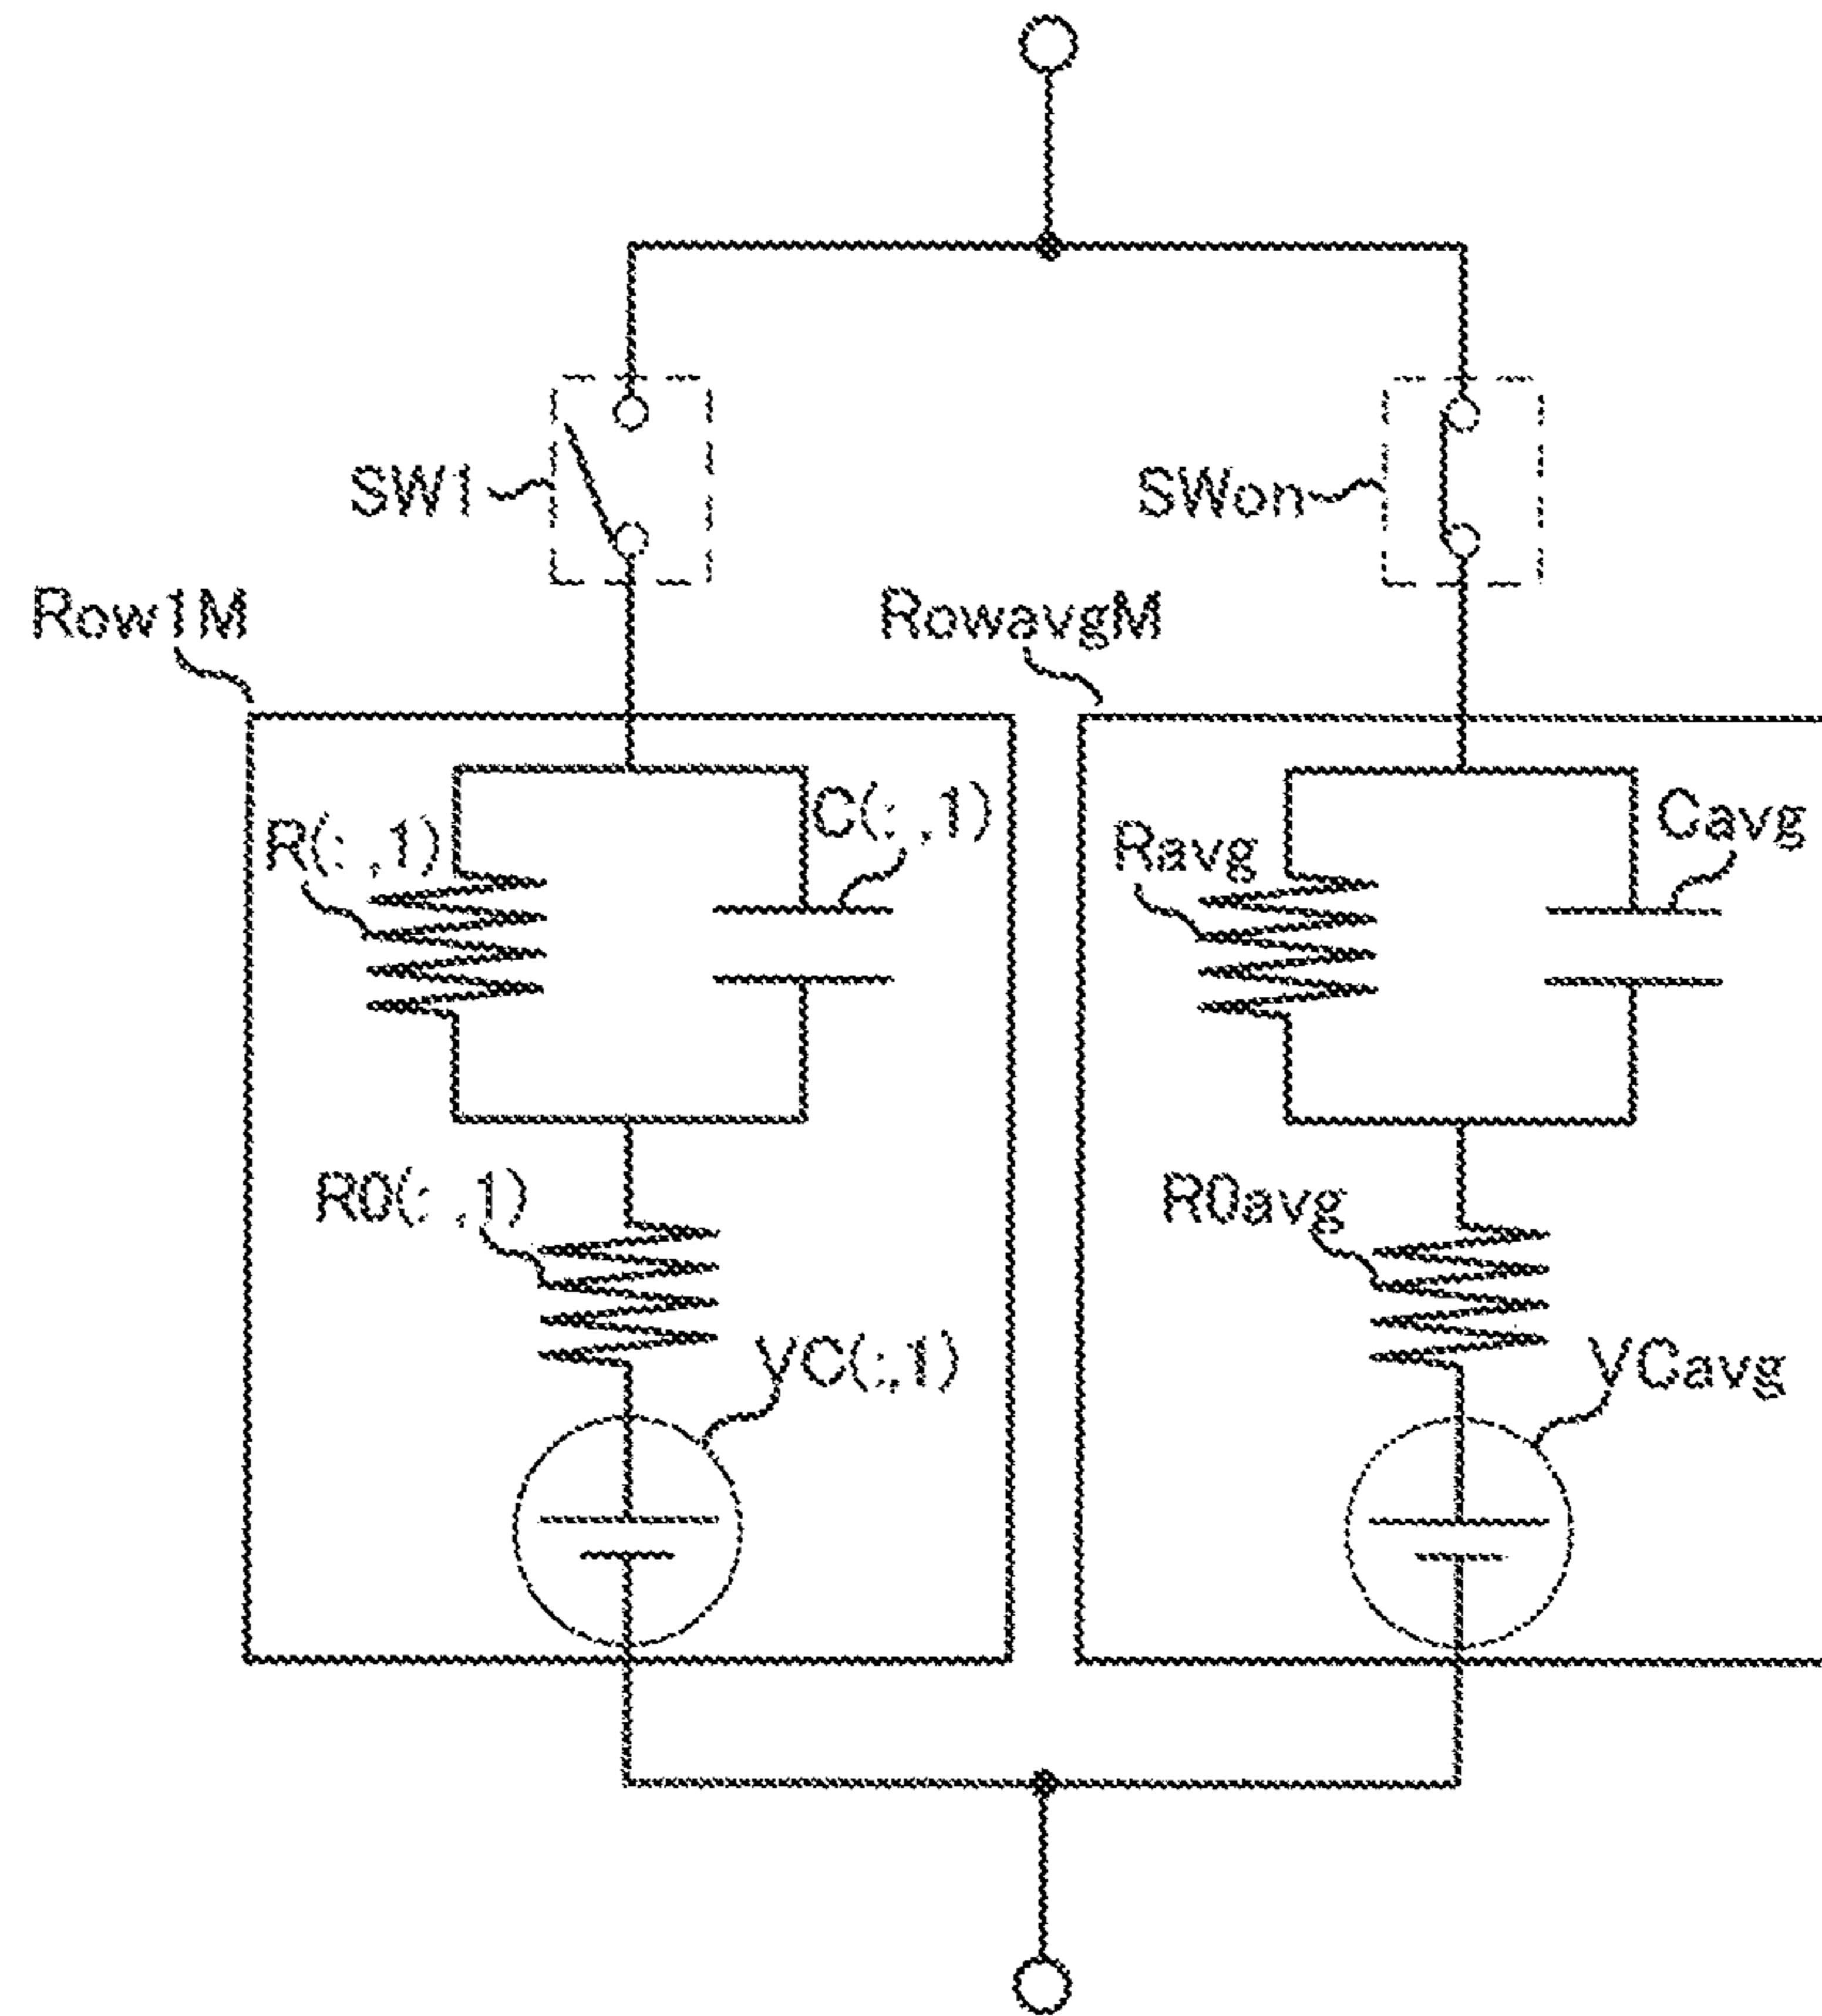 SW1
SWon
Row1M
RowavgM
R(: ,1)
C(: ,1)
Ravg
Cavg
R0(: ,1)
R0avg
VC(:,1)
VCavg